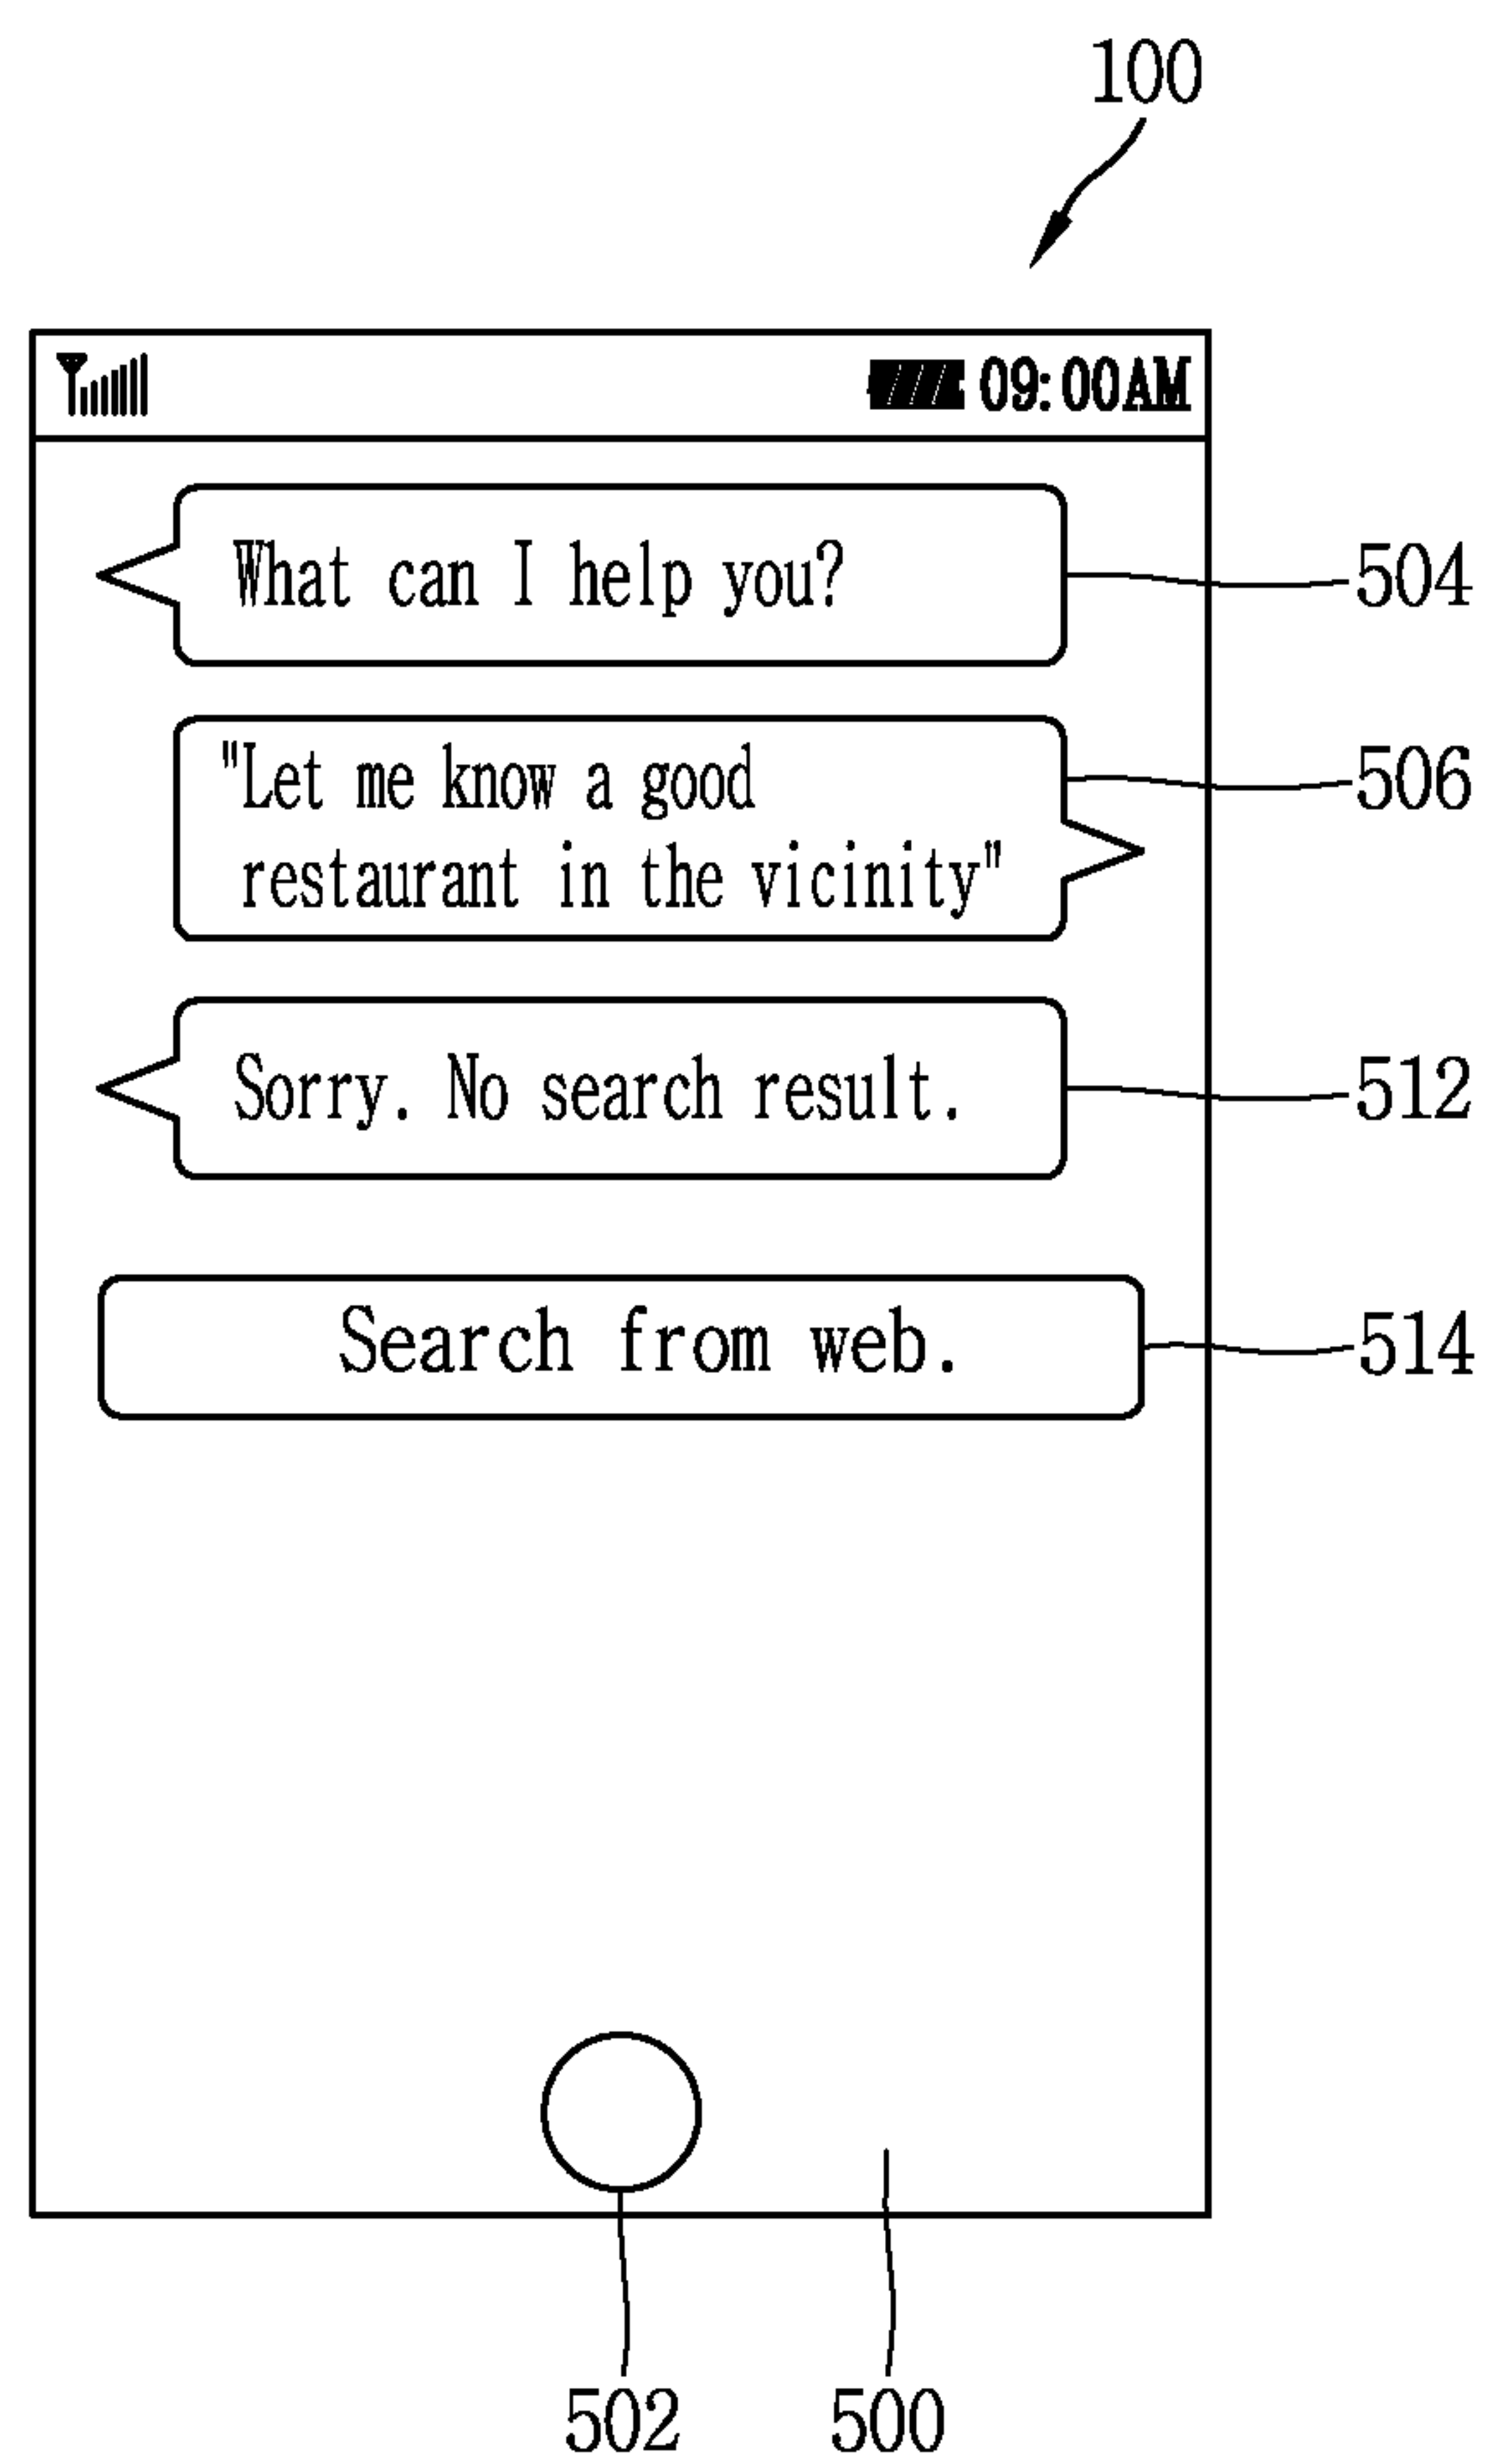 100
09:00AM
What can I help you?
504
"Let me know a good
restaurant in the vicinity"
506
Sorry. No search result.
512
Search from web.
514
502
500